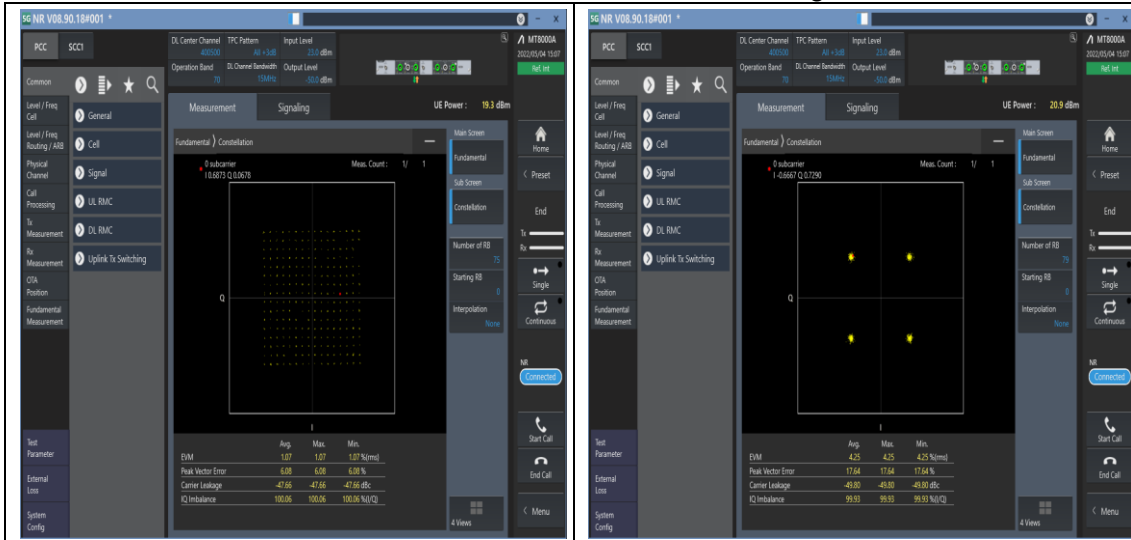 SG NR V08.90.18#001 *
PCC SCC1
DL Center Channel TPC Pattern Input Level
400500 All +3dB 23.0 dBm
Operation Band DL Channel Bandwidth Output Level
70 15MHz -50.0 dBm
MT8000A
2022/05/04 15:07
Ref. Int
Common
Level / Freq
Cell
Level / Freq
Routing / ARB
Physical
Channel
Call
Processing
Tx
Measurement
Rx
Measurement
OTA
Position
Fundamental
Measurement
Test
Parameter
External
Loss
System
Config
General
Cell
Signal
UL RMC
DL RMC
Uplink Tx Switching
Measurement Signaling UE Power : 19.3 dBm
Fundamental ⟩ Constellation
0 subcarrier Meas. Count : 1/ 1
I 0.6873 Q 0.0678
Q
I
Avg. Max. Min.
EVM 1.07 1.07 1.07 %(rms)
Peak Vector Error 6.08 6.08 6.08 %
Carrier Leakage -47.66 -47.66 -47.66 dBc
IQ Imbalance 100.06 100.06 100.06 %(I/Q)
Main Screen
Fundamental
Sub Screen
Constellation
Number of RB
75
Starting RB
0
Interpolation
None
4 Views
Home
Preset
End
Tx
Rx
Single
Continuous
NR
Connected
Start Call
End Call
Menu
SG NR V08.90.18#001 *
PCC SCC1
DL Center Channel TPC Pattern Input Level
400500 All +3dB 23.0 dBm
Operation Band DL Channel Bandwidth Output Level
70 15MHz -50.0 dBm
MT8000A
2022/05/04 15:07
Ref. Int
Common
Level / Freq
Cell
Level / Freq
Routing / ARB
Physical
Channel
Call
Processing
Tx
Measurement
Rx
Measurement
OTA
Position
Fundamental
Measurement
Test
Parameter
External
Loss
System
Config
General
Cell
Signal
UL RMC
DL RMC
Uplink Tx Switching
Measurement Signaling UE Power : 20.9 dBm
Fundamental ⟩ Constellation
0 subcarrier Meas. Count : 1/ 1
I -0.6667 Q 0.7290
Q
I
Avg. Max. Min.
EVM 4.25 4.25 4.25 %(rms)
Peak Vector Error 17.64 17.64 17.64 %
Carrier Leakage -49.80 -49.80 -49.80 dBc
IQ Imbalance 99.93 99.93 99.93 %(I/Q)
Main Screen
Fundamental
Sub Screen
Constellation
Number of RB
79
Starting RB
0
Interpolation
None
4 Views
Home
Preset
End
Tx
Rx
Single
Continuous
NR
Connected
Start Call
End Call
Menu